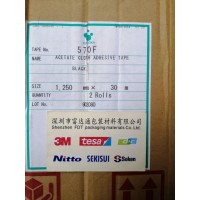 TAPE No. 570F
NAME ACETATE CLOTH ADHESIVE TAPE
BLACK
SIZE 1,250 mm × 30 m
QUANTITY 2 Rolls
LOT NO. 90080
深圳市富达通包装材料有限公司
Shenzhen FDT packaging materials Co. Ltd
3M tesa
Nitto SEKISUI Seken